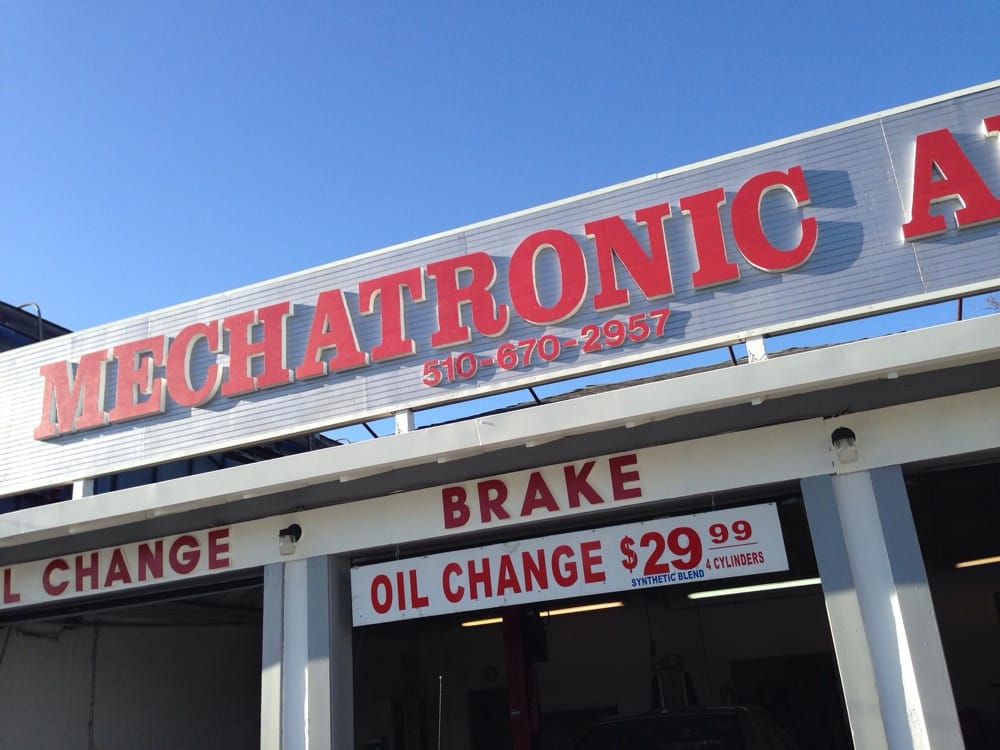 MECHATRONIC A
510-670-2957
L CHANGE
BRAKE
OIL CHANGE $29 99
SYNTHETIC BLEND 4 CYLINDERS